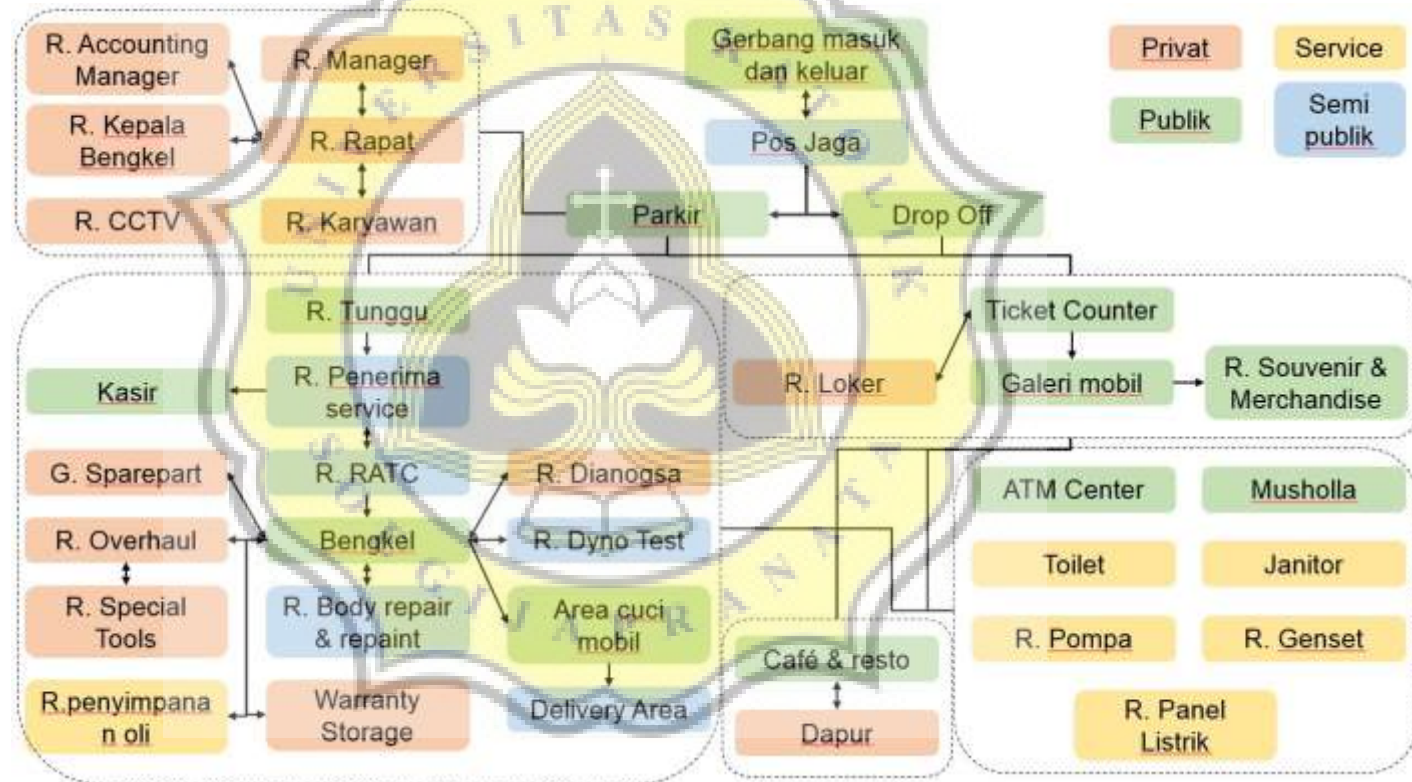 R. Accounting
Manager
R. Manager
Gerbang masuk
dan keluar
Privat
Service
R. Kepala
Bengkel
R. Rapat
Pos Jaga
Publik
Semi
publik
R. CCTV
R. Karyawan
Parkir
Drop Off
R. Tunggu
Ticket Counter
Kasir
R. Penerima
service
R. Loker
Galeri mobil
R. Souvenir &
Merchandise
G. Sparepart
R. RATC
R. Dianogsa
ATM Center
Musholla
R. Overhaul
Bengkel
R. Dyno Test
Toilet
Janitor
R. Special
Tools
R. Body repair
& repaint
Area cuci
mobil
R. Pompa
R. Genset
Café & resto
R.penyimpana
n oli
Warranty
Storage
Delivery Area
Dapur
R. Panel
Listrik